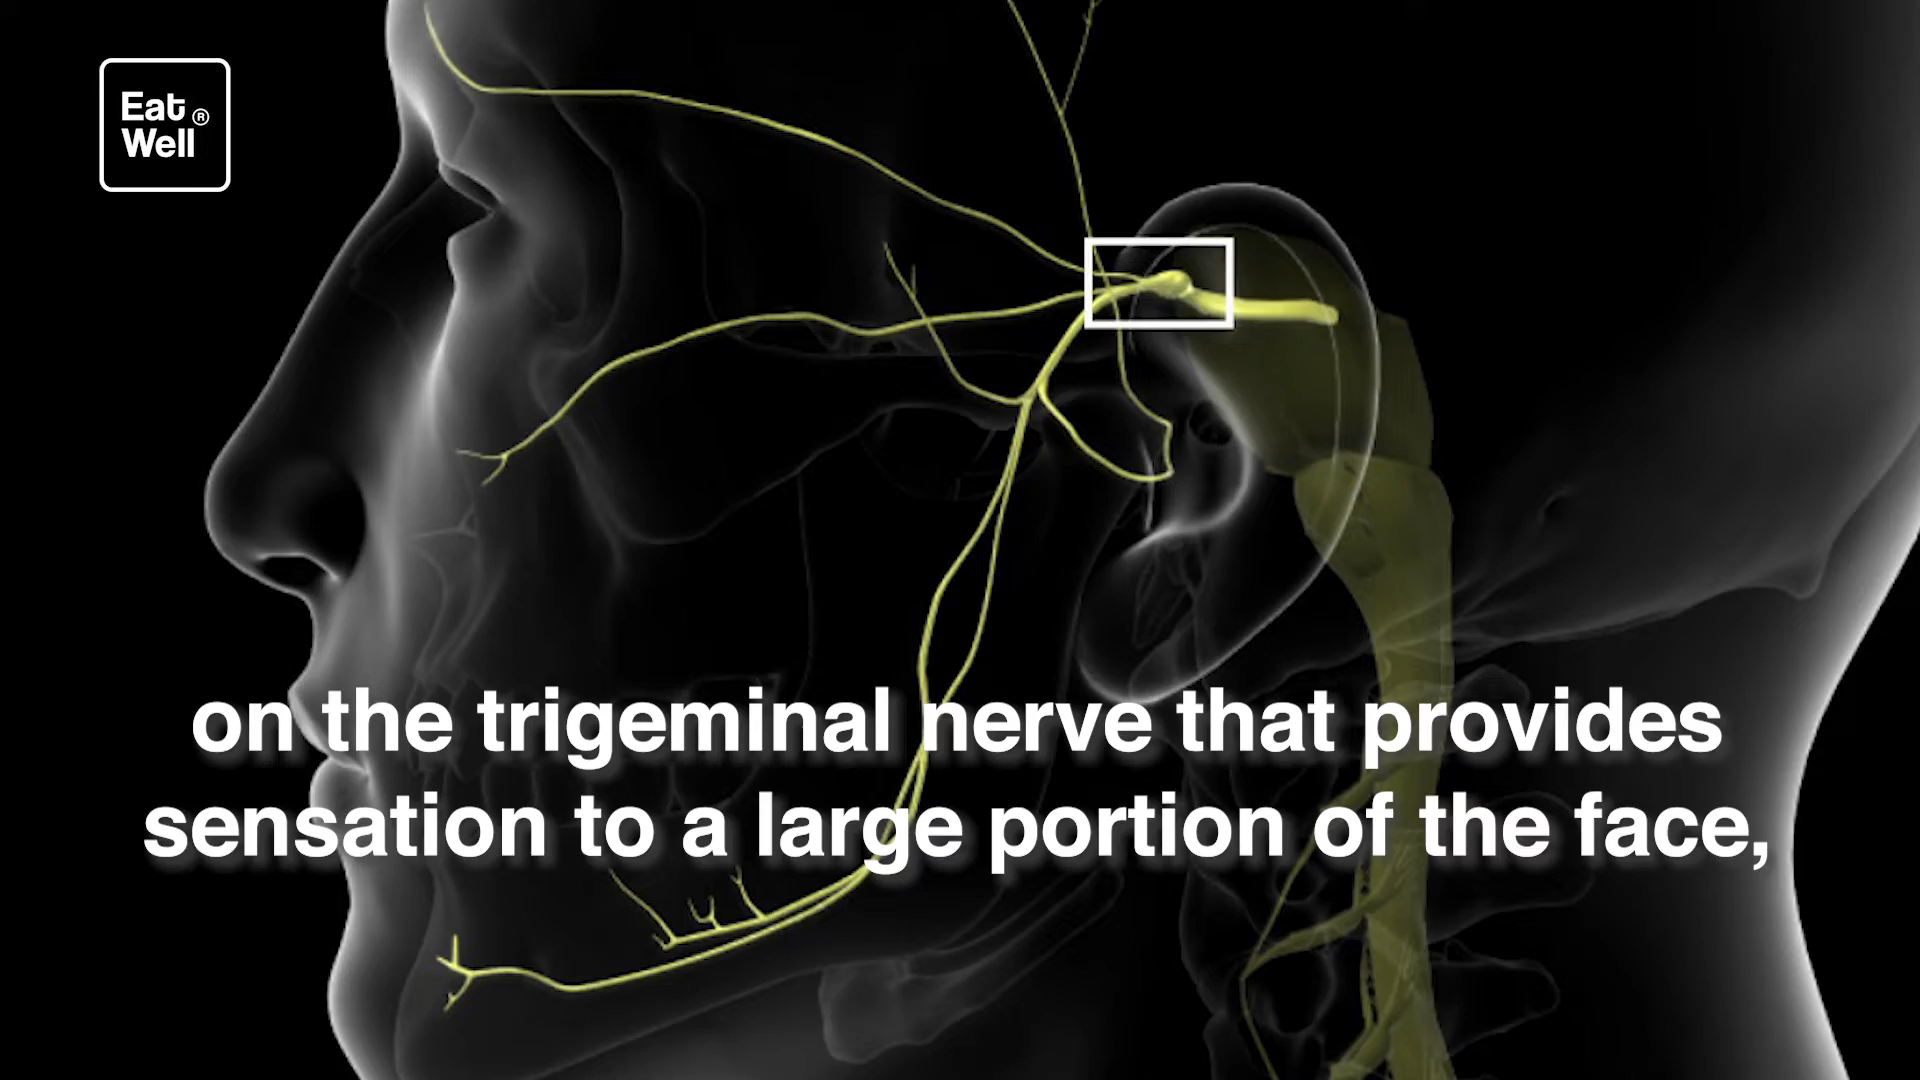 Eat
Well ®
on the trigeminal nerve that provides
sensation to a large portion of the face,